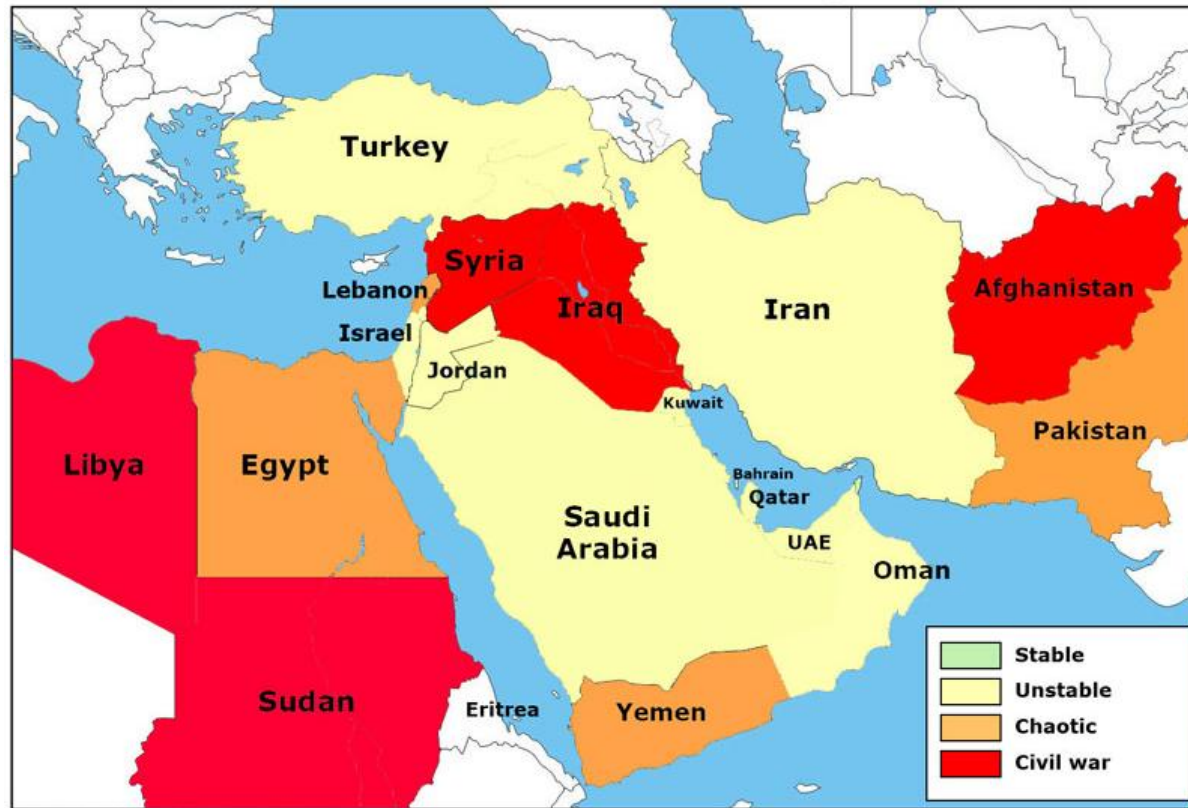 Turkey
Syria
Lebanon
Iraq
Iran
Afghanistan
Israel
Jordan
Kuwait
Pakistan
Libya
Egypt
Bahrain
Qatar
Saudi
Arabia
UAE
Oman
Sudan
Eritrea
Yemen
Stable
Unstable
Chaotic
Civil war